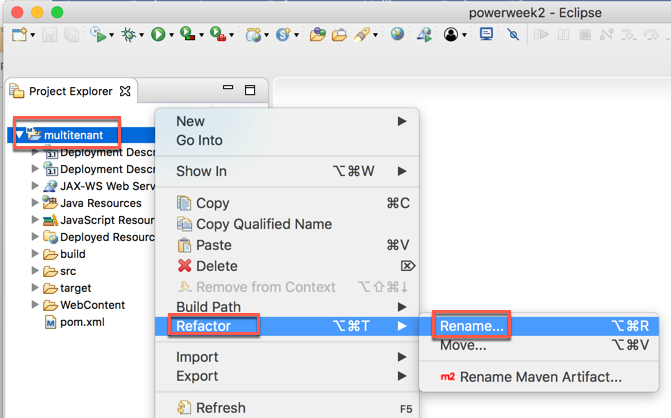 powerweek2 - Eclipse
Project Explorer
multitenant
Deployment Descr
Deployment Descr
JAX-WS Web Serv
Java Resources
JavaScript Resour
Deployed Resourc
build
src
target
WebContent
pom.xml
New
Go Into
Show In ⌥⌘W
Copy ⌘C
Copy Qualified Name
Paste ⌘V
Delete ⌦
Remove from Context ⌥⇧⌘↓
Build Path
Refactor ⌥⌘T
Import
Export
Refresh F5
Rename... ⌥⌘R
Move... ⌥⌘V
m2 Rename Maven Artifact...